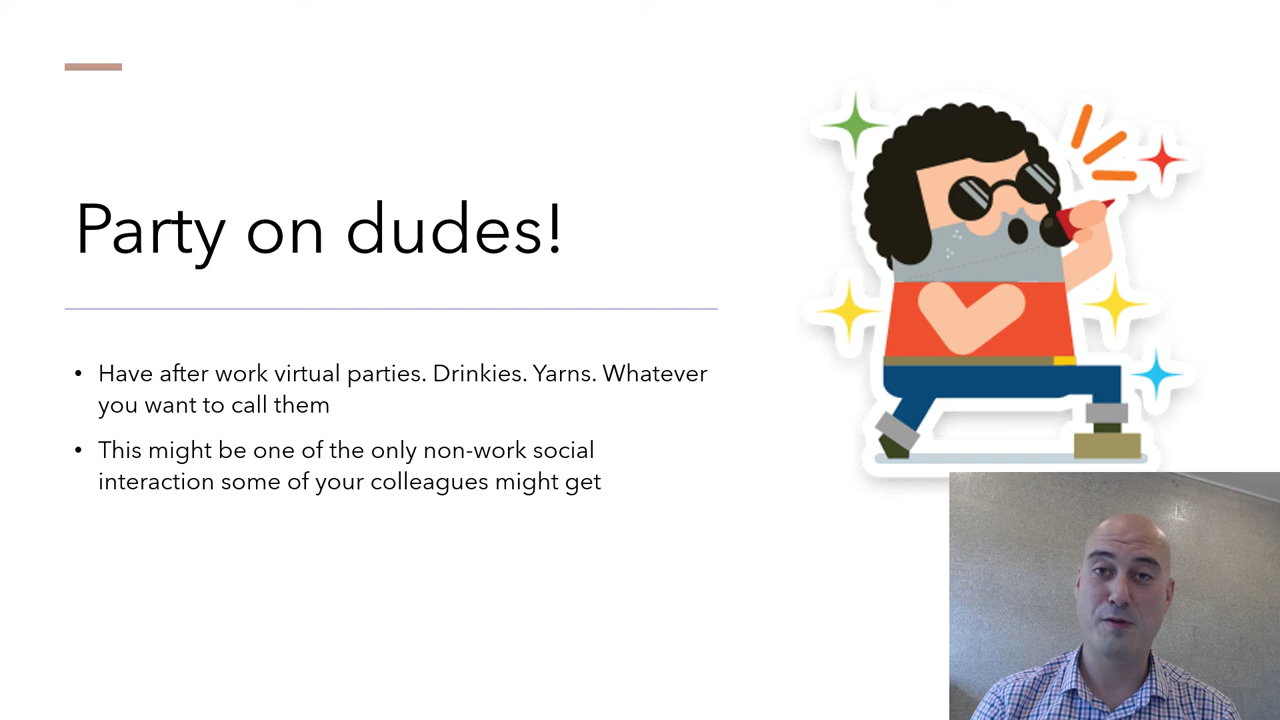 Party on dudes!
• Have after work virtual parties. Drinkies. Yarns. Whatever
you want to call them
• This might be one of the only non-work social
interaction some of your colleagues might get